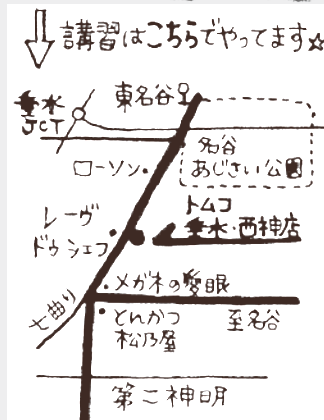 講習はこちらでやってます☆
東名谷
垂水
JCT
名谷
あじさい公園
ローソン
トムコ
垂水・西神店
レーヴ
ドゥシェフ
メガネの愛眼
七曲り
とんかつ
松乃屋
至名谷
第二神明